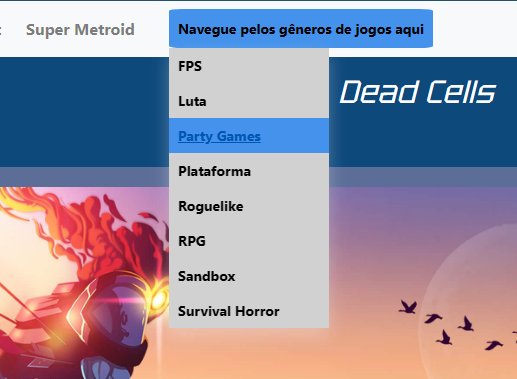 Super Metroid
Navegue pelos gêneros de jogos aqui
FPS
Luta
Party Games
Plataforma
Roguelike
RPG
Sandbox
Survival Horror
Dead Cells